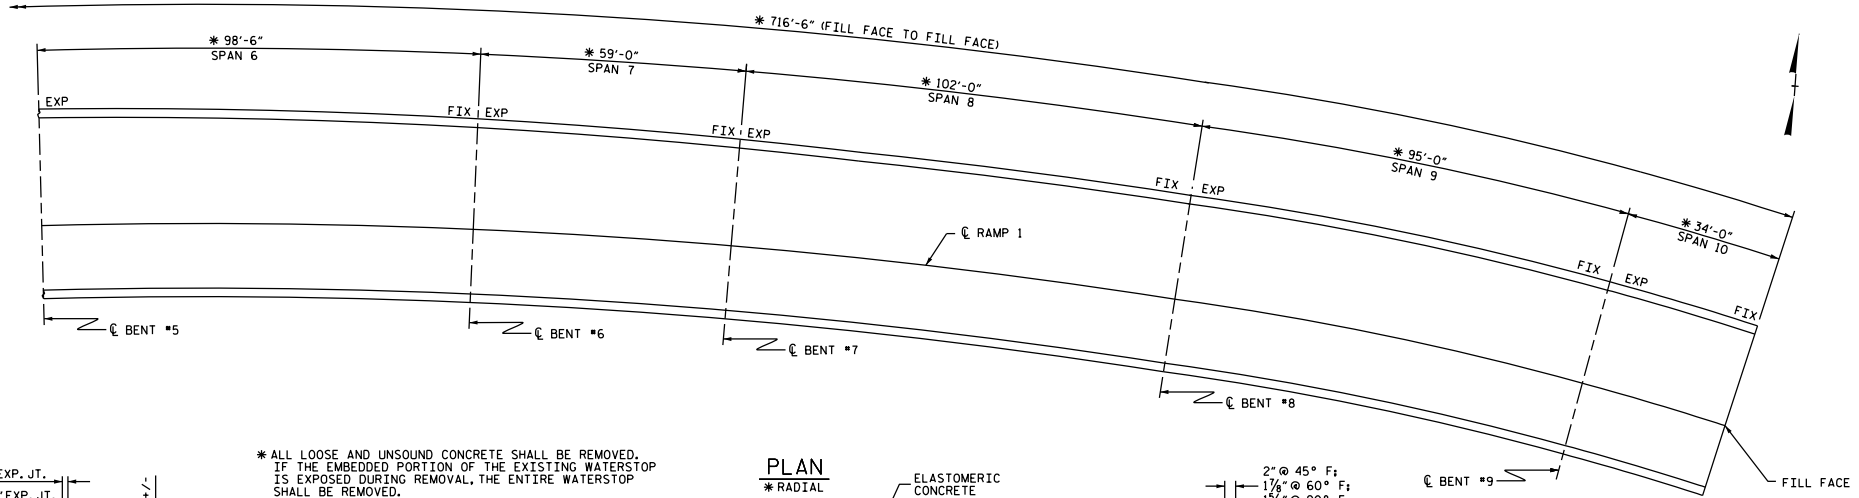 * 716'-6" (FILL FACE TO FILL FACE)
* 98'-6"
SPAN 6
* 59'-0"
SPAN 7
* 102'-0"
SPAN 8
* 95'-0"
SPAN 9
* 34'-0"
SPAN 10
EXP
FIX EXP
FIX EXP
FIX EXP
FIX EXP
FIX
℄ RAMP 1
℄ BENT #5
℄ BENT #6
℄ BENT #7
℄ BENT #8
℄ BENT #9
FILL FACE
EXP. JT.
EXP. JT.
+/-
* ALL LOOSE AND UNSOUND CONCRETE SHALL BE REMOVED.
IF THE EMBEDDED PORTION OF THE EXISTING WATERSTOP
IS EXPOSED DURING REMOVAL, THE ENTIRE WATERSTOP
SHALL BE REMOVED.
PLAN
* RADIAL
ELASTOMERIC
CONCRETE
2" @ 45° F;
1⅞" @ 60° F;